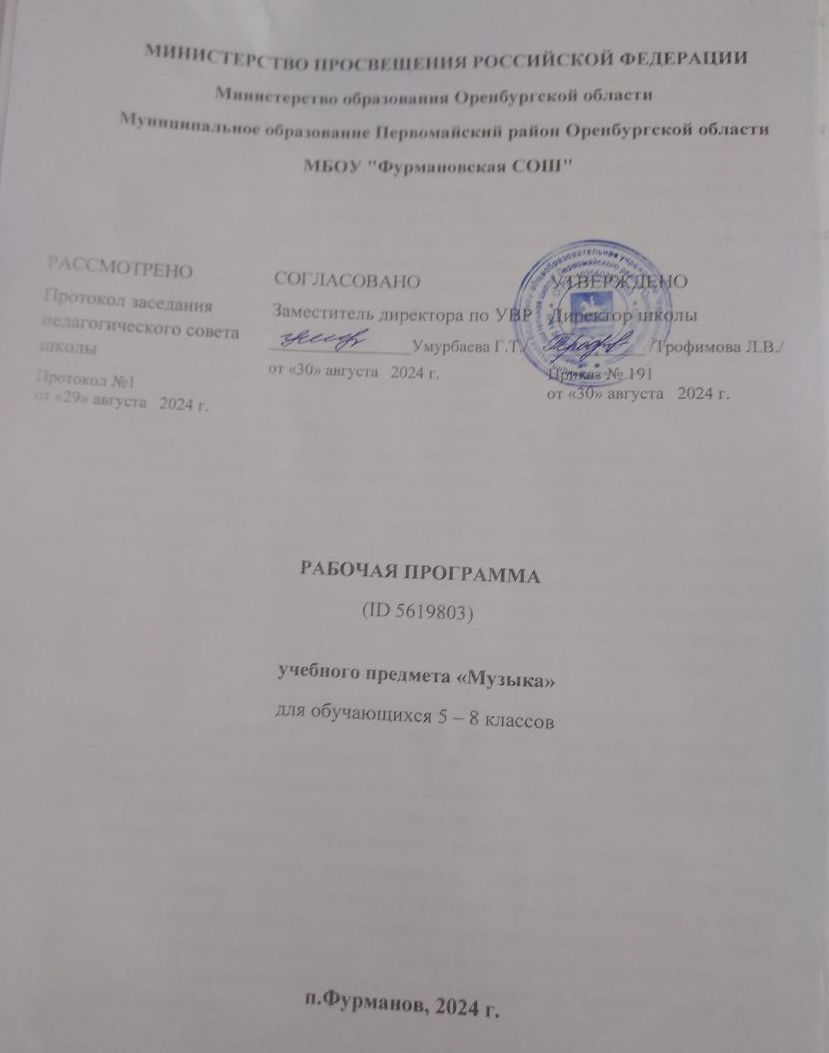 МИНИСТЕРСТВО ПРОСВЕЩЕНИЯ РОССИЙСКОЙ ФЕДЕРАЦИИ
Министерство образования Оренбургской области
Муниципальное образование Первомайский район Оренбургской области
МБОУ "Фурмановская СОШ"
РАССМОТРЕНО
Протокол заседания
педагогического совета
школы
Протокол №1
от «29» августа 2024 г.
СОГЛАСОВАНО
Заместитель директора по УВР
Умурбаева Г.Т./
от «30» августа 2024 г.
УТВЕРЖДЕНО
Директор школы
/Трофимова Л.В./
Приказ № 191
от «30» августа 2024 г.
РАБОЧАЯ ПРОГРАММА
(ID 5619803)
учебного предмета «Музыка»
для обучающихся 5 – 8 классов
п.Фурманов, 2024 г.